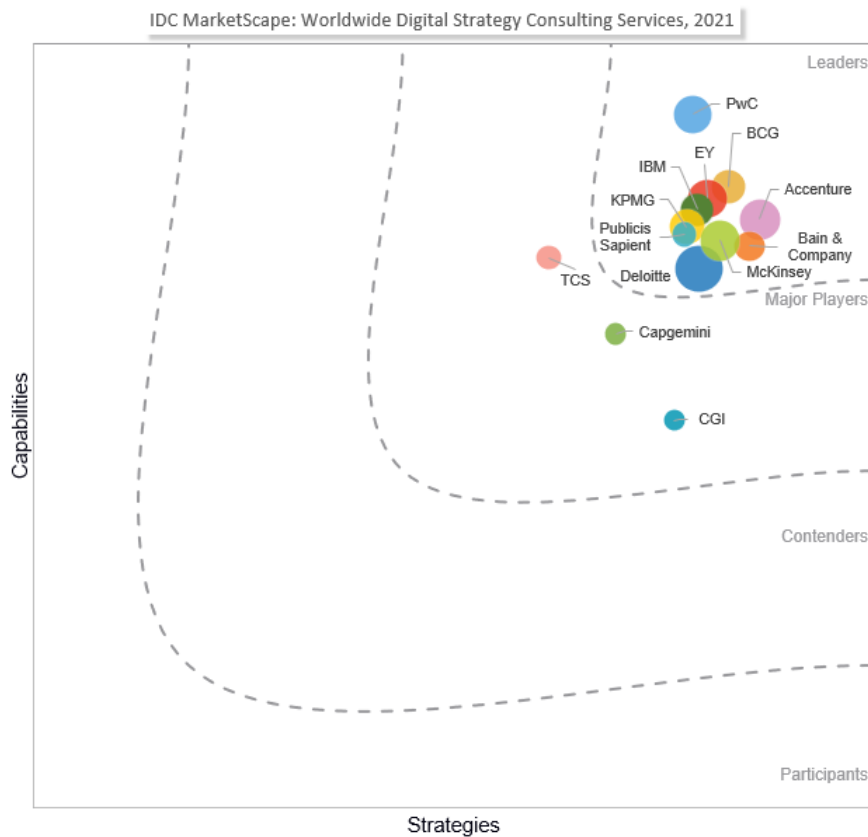 IDC MarketScape: Worldwide Digital Strategy Consulting Services, 2021
Leaders
PwC
BCG
EY
IBM
Accenture
KPMG
Publicis
Sapient
Bain &
Company
McKinsey
Deloitte
TCS
Major Players
Capgemini
CGI
Capabilities
Contenders
Participants
Strategies